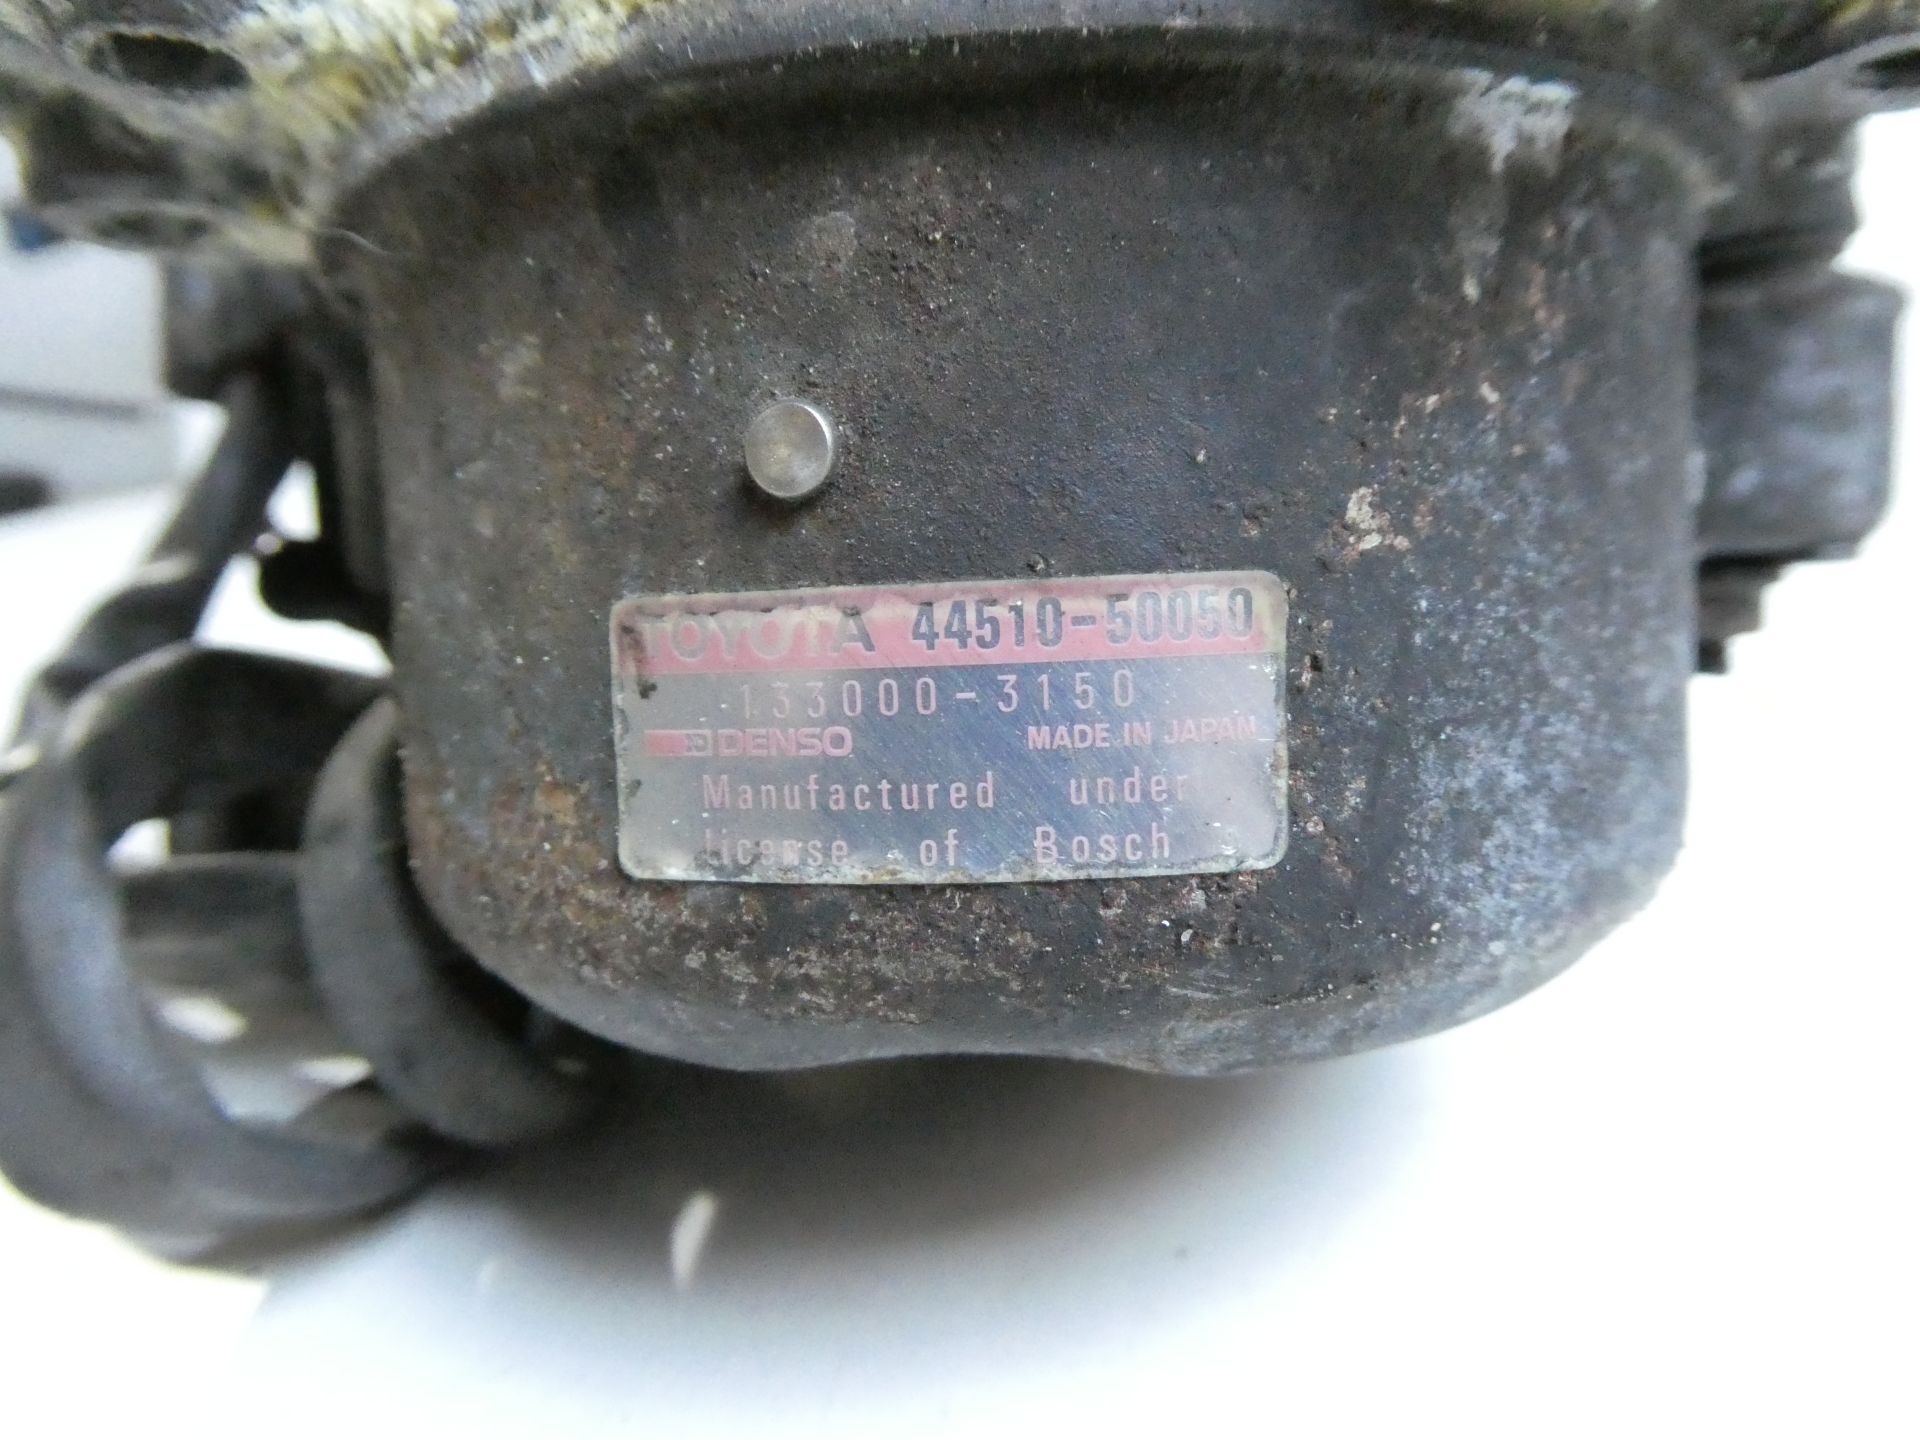 TOYOTA 44510-50050
133000-3150
DENSO MADE IN JAPAN
Manufactured under
license of Bosch